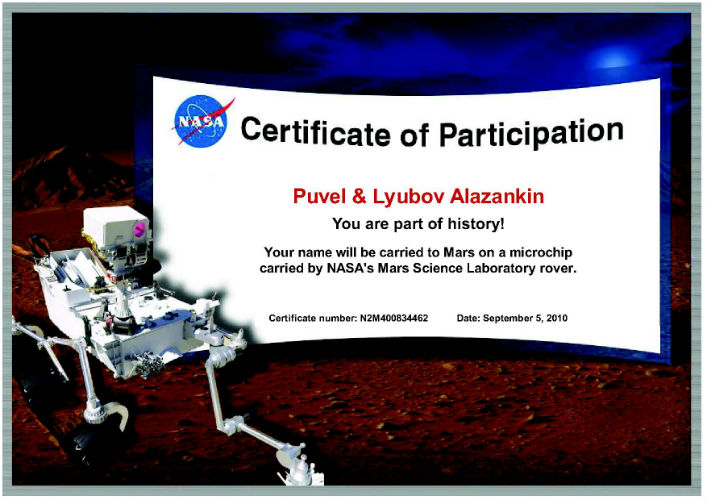 NASA
Certificate of Participation
Puvel & Lyubov Alazankin
You are part of history!
Your name will be carried to Mars on a microchip
carried by NASA's Mars Science Laboratory rover.
Certificate number: N2M400834462 Date: September 5, 2010